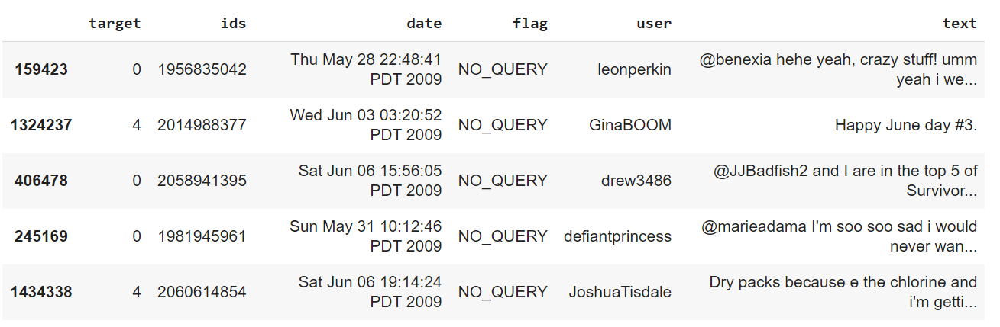 target ids date flag user text
159423 0 1956835042 Thu May 28 22:48:41 PDT 2009 NO_QUERY leonperkin @benexia hehe yeah, crazy stuff! umm yeah i we...
1324237 4 2014988377 Wed Jun 03 03:20:52 PDT 2009 NO_QUERY GinaBOOM Happy June day #3.
406478 0 2058941395 Sat Jun 06 15:56:05 PDT 2009 NO_QUERY drew3486 @JJBadfish2 and I are in the top 5 of Survivor...
245169 0 1981945961 Sun May 31 10:12:46 PDT 2009 NO_QUERY defiantprincess @marieadama I'm soo soo sad i would never wan...
1434338 4 2060614854 Sat Jun 06 19:14:24 PDT 2009 NO_QUERY JoshuaTisdale Dry packs because e the chlorine and i'm getti...